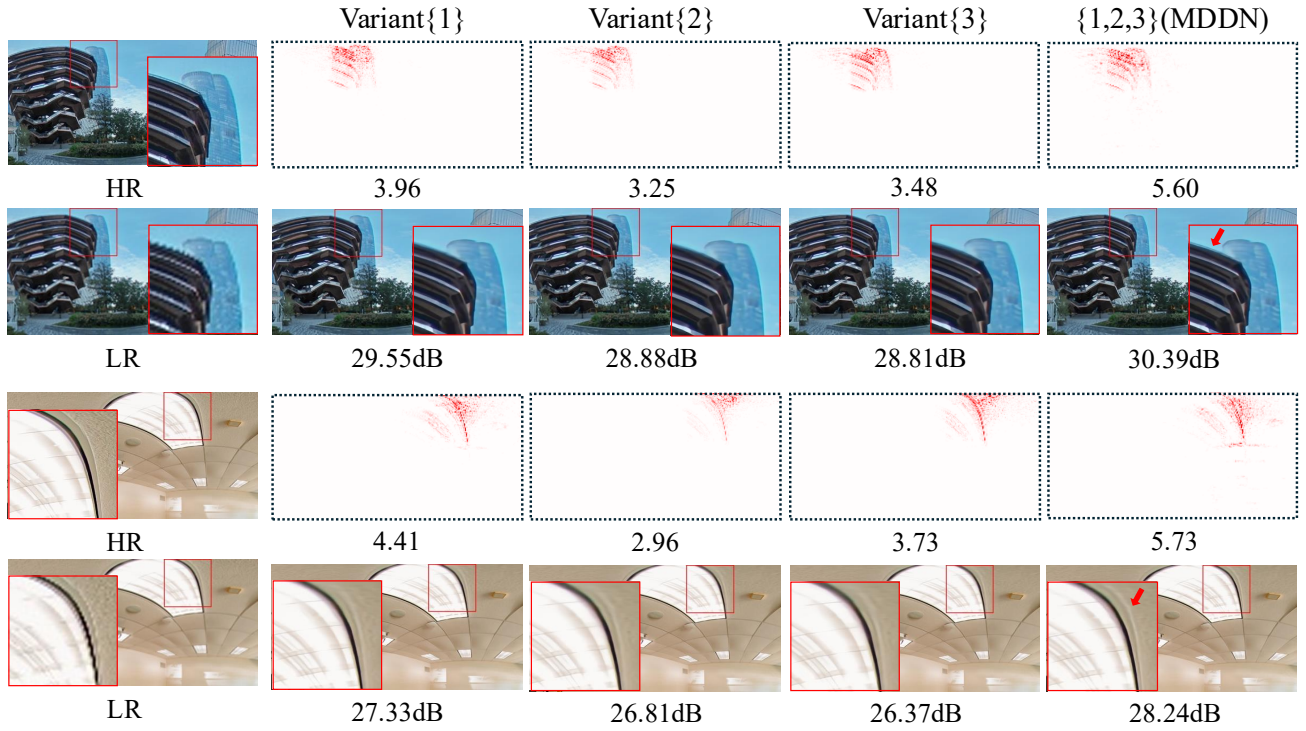 Variant{1} Variant{2} Variant{3} {1,2,3}(MDDN)
HR 3.96 3.25 3.48 5.60
LR 29.55dB 28.88dB 28.81dB 30.39dB
HR 4.41 2.96 3.73 5.73
LR 27.33dB 26.81dB 26.37dB 28.24dB